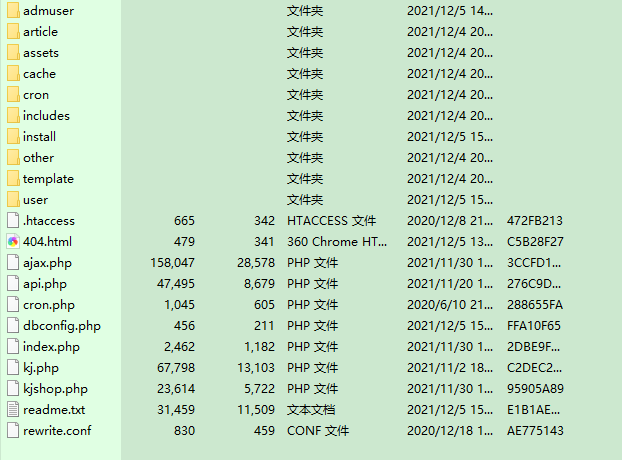 admuser 文件夹 2021/12/5 14...
article 文件夹 2021/12/4 20...
assets 文件夹 2021/12/4 20...
cache 文件夹 2021/12/4 20...
cron 文件夹 2021/12/4 20...
includes 文件夹 2021/12/4 20...
install 文件夹 2021/12/5 15...
other 文件夹 2021/12/4 20...
template 文件夹 2021/12/4 20...
user 文件夹 2021/12/5 15...
.htaccess 665 342 HTACCESS 文件 2020/12/8 21... 472FB213
404.html 479 341 360 Chrome HT... 2021/12/5 13... C5B28F27
ajax.php 158,047 28,578 PHP 文件 2021/11/30 1... 3CCFD1...
api.php 47,495 8,679 PHP 文件 2021/11/20 1... 276C9D...
cron.php 1,045 605 PHP 文件 2020/6/10 21... 288655FA
dbconfig.php 456 211 PHP 文件 2021/12/5 15... FFA10F65
index.php 2,462 1,182 PHP 文件 2021/11/30 1... 2DBE9F...
kj.php 67,798 13,103 PHP 文件 2021/11/2 18... C2DEC2...
kjshop.php 23,614 5,722 PHP 文件 2021/11/30 1... 95905A89
readme.txt 31,459 11,509 文本文档 2021/12/5 15... E1B1AE...
rewrite.conf 830 459 CONF 文件 2020/12/18 1... AE775143